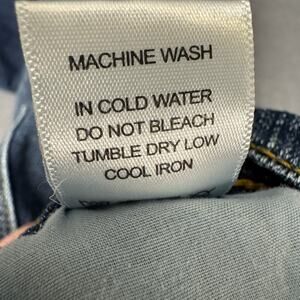 MACHINE WASH
IN COLD WATER
DO NOT BLEACH
TUMBLE DRY LOW
COOL IRON